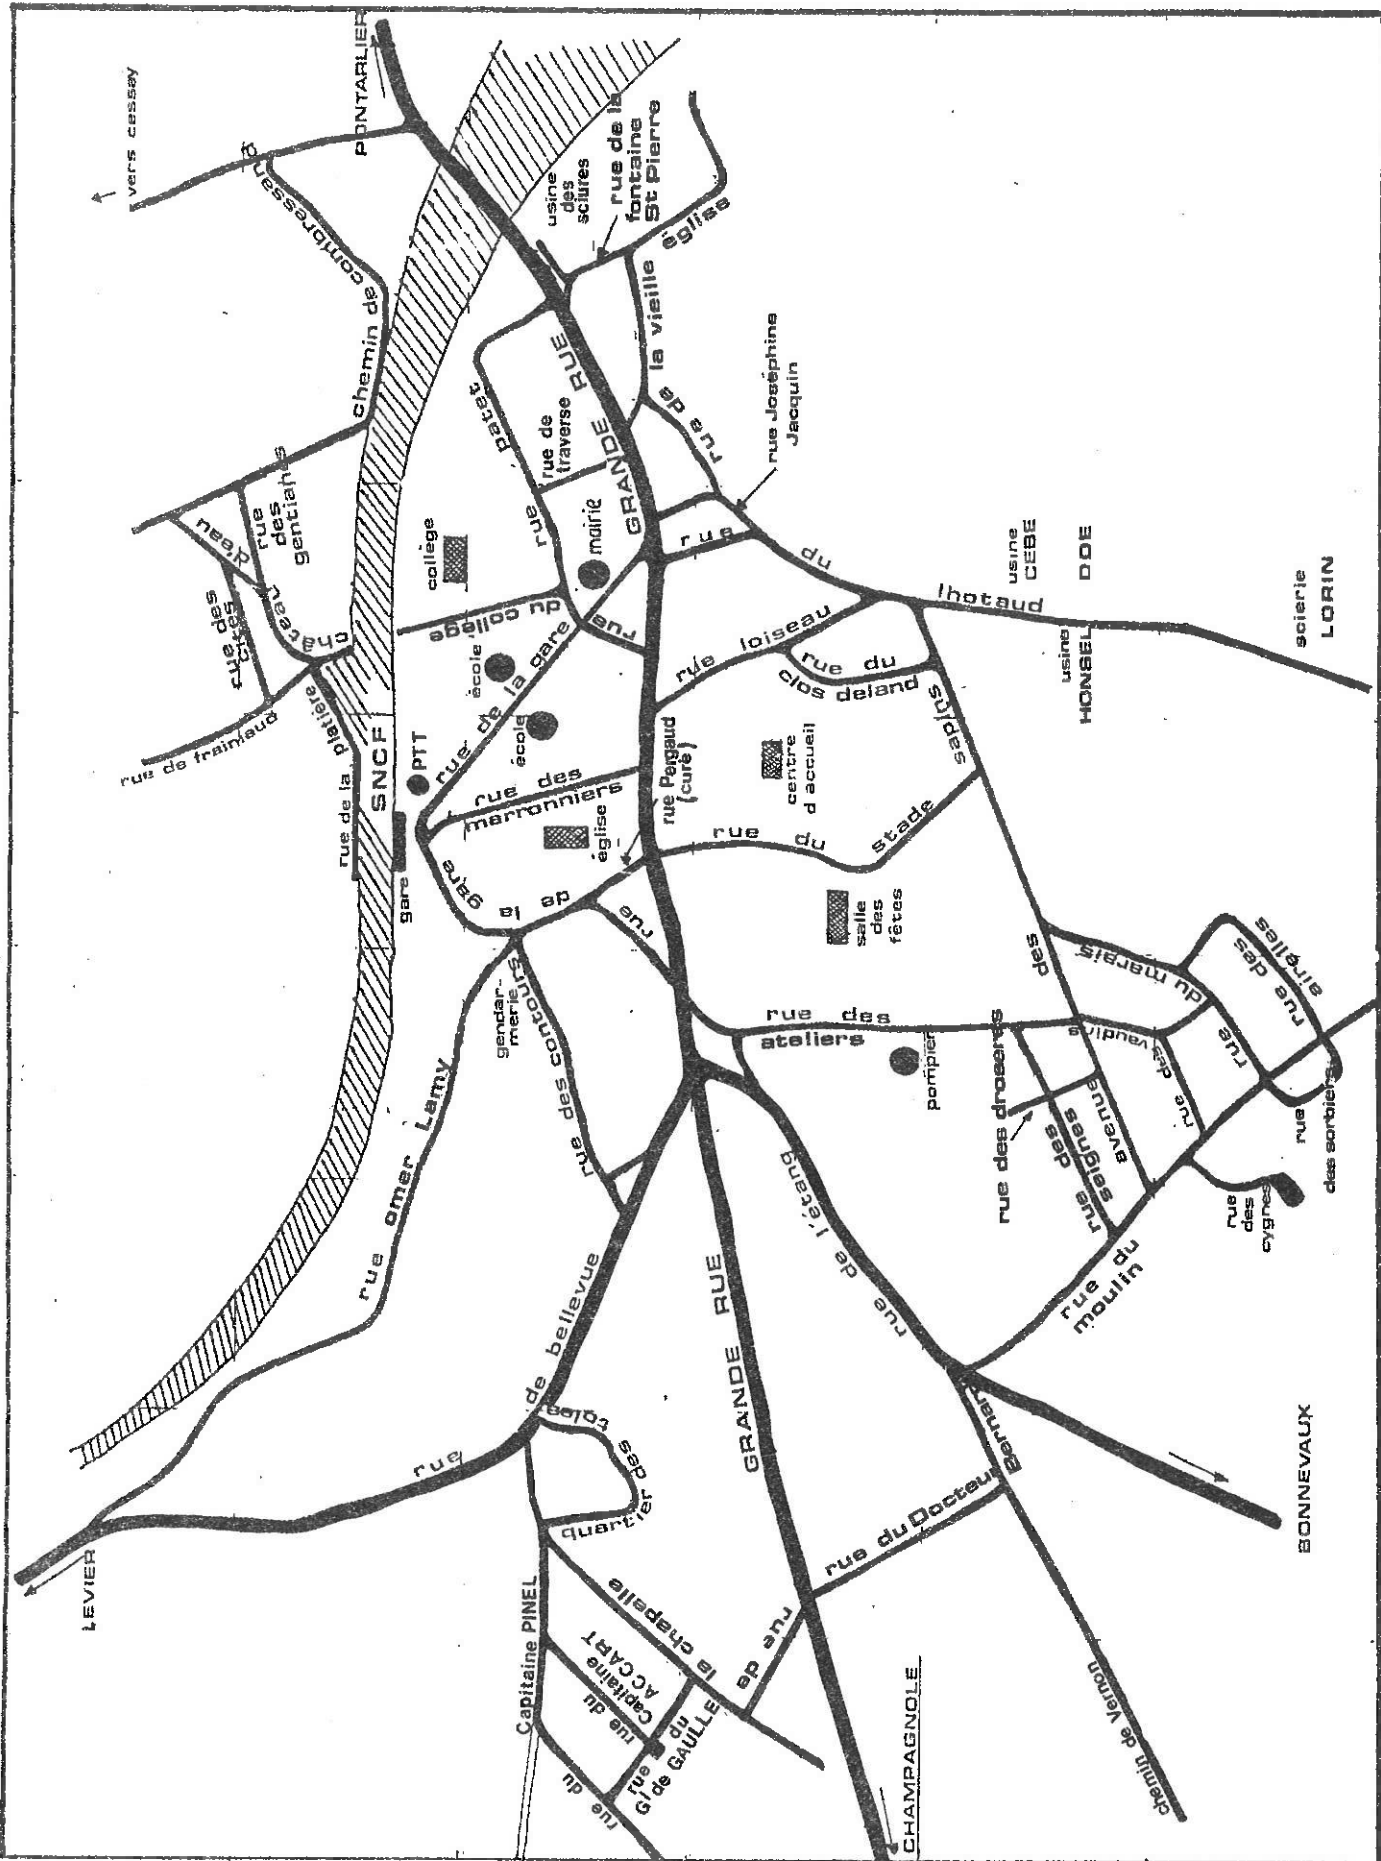 vers cessay
PONTARLIER
chemin de combressand
usine
des
sciures
rue de la
fontaine
St Pierre
rue de la vieille église
rue patet
rue de
traverse
GRANDE RUE
rue Joséphine
Jacquin
rue
des
gentianes
château d'eau
rue des
rue de traimaud
rue de la platière
SNCF
collège
mairie
rue du collège
école
école
PTT
rue de la gare
rue des
marronniers
église
gare
rue Pergaud
(curé)
rue de la gare
rue
rue du lhotaud
usine
CEBE
DDE
usine
HONSEL
scierie
LORIN
rue loiseau
rue du
clos deland
centre
d accueil
rue du stade
salle
des
fêtes
avenue des sapins
gendar-
merie
rue des contours
rue omer Lamy
rue des
ateliers
pompier
rue des droseres
rue des
seignes
rue des vaudins
rue du marais
rue des
airelles
rue
des sorbiers
rue
des
cygnes
rue du
moulin
rue de l'étang
GRANDE RUE
rue de bellevue
quartier des toles
LEVIER
rue du Capitaine PINEL
rue du
Capitaine
ACCART
rue du
Gl de GAULLE
rue de la chapelle
rue du Docteur Bernard
BONNEVAUX
chemin de Vernon
CHAMPAGNOLE